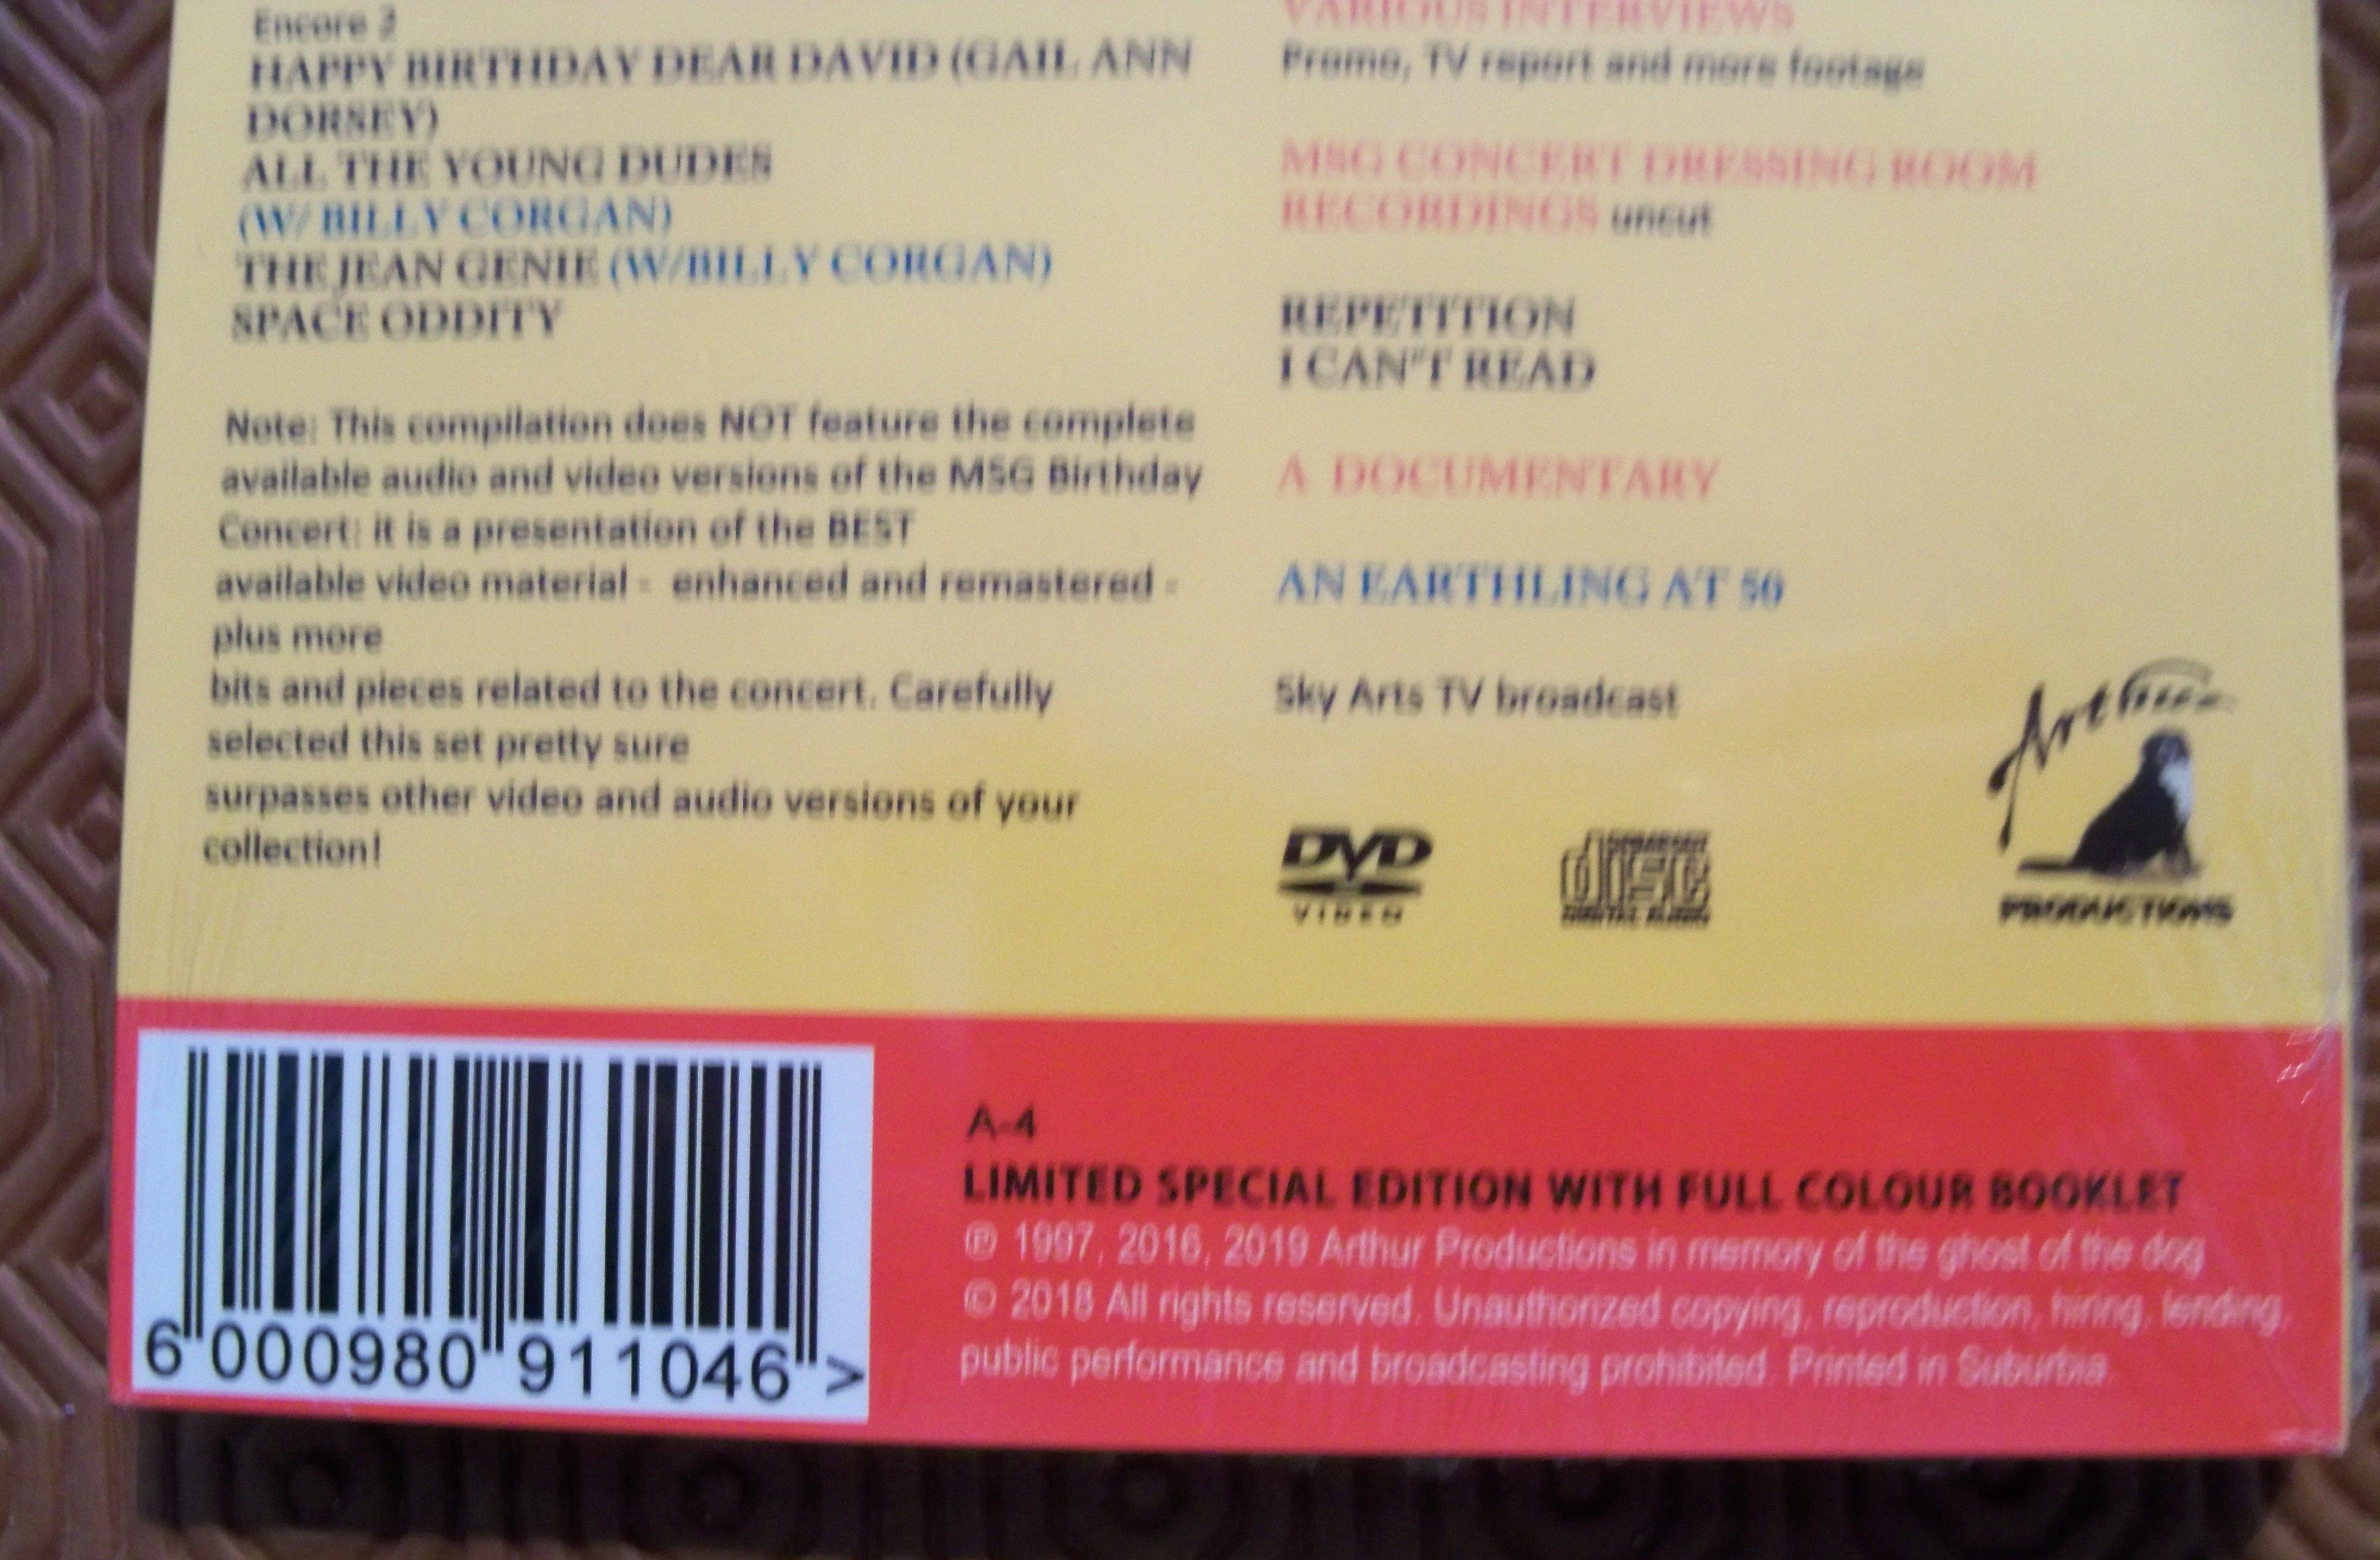 Encore 2
HAPPY BIRTHDAY DEAR DAVID (GAIL ANN
DORSEY)
ALL THE YOUNG DUDES
(W/ BILLY CORGAN)
THE JEAN GENIE (W/BILLY CORGAN)
SPACE ODDITY
Note: This compilation does NOT feature the complete
available audio and video versions of the MSG Birthday
Concert: it is a presentation of the BEST
available video material - enhanced and remastered -
plus more
bits and pieces related to the concert. Carefully
selected this set pretty sure
surpasses other video and audio versions of your
collection!
VARIOUS INTERVIEWS
Promo, TV report and more footage
MSG CONCERT DRESSING ROOM
RECORDINGS uncut
REPETITION
I CAN'T READ
A DOCUMENTARY
AN EARTHLING AT 50
Sky Arts TV broadcast
DVD
VIDEO
COMPACT
disc
DIGITAL AUDIO
Arthur
PRODUCTIONS
6 000980 911046 >
A-4
LIMITED SPECIAL EDITION WITH FULL COLOUR BOOKLET
℗ 1997, 2016, 2019 Arthur Productions in memory of the ghost of the dog
© 2018 All rights reserved. Unauthorized copying, reproduction, hiring, lending,
public performance and broadcasting prohibited. Printed in Suburbia.